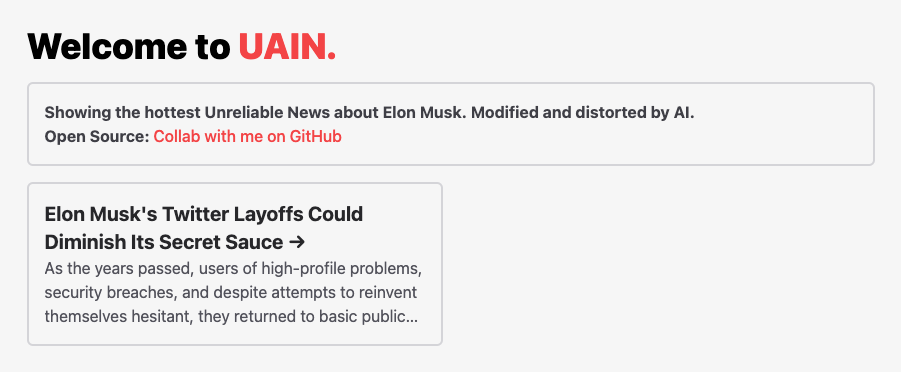 Welcome to UAIN.
Showing the hottest Unreliable News about Elon Musk. Modified and distorted by AI.
Open Source: Collab with me on GitHub
Elon Musk's Twitter Layoffs Could
Diminish Its Secret Sauce →
As the years passed, users of high-profile problems,
security breaches, and despite attempts to reinvent
themselves hesitant, they returned to basic public...